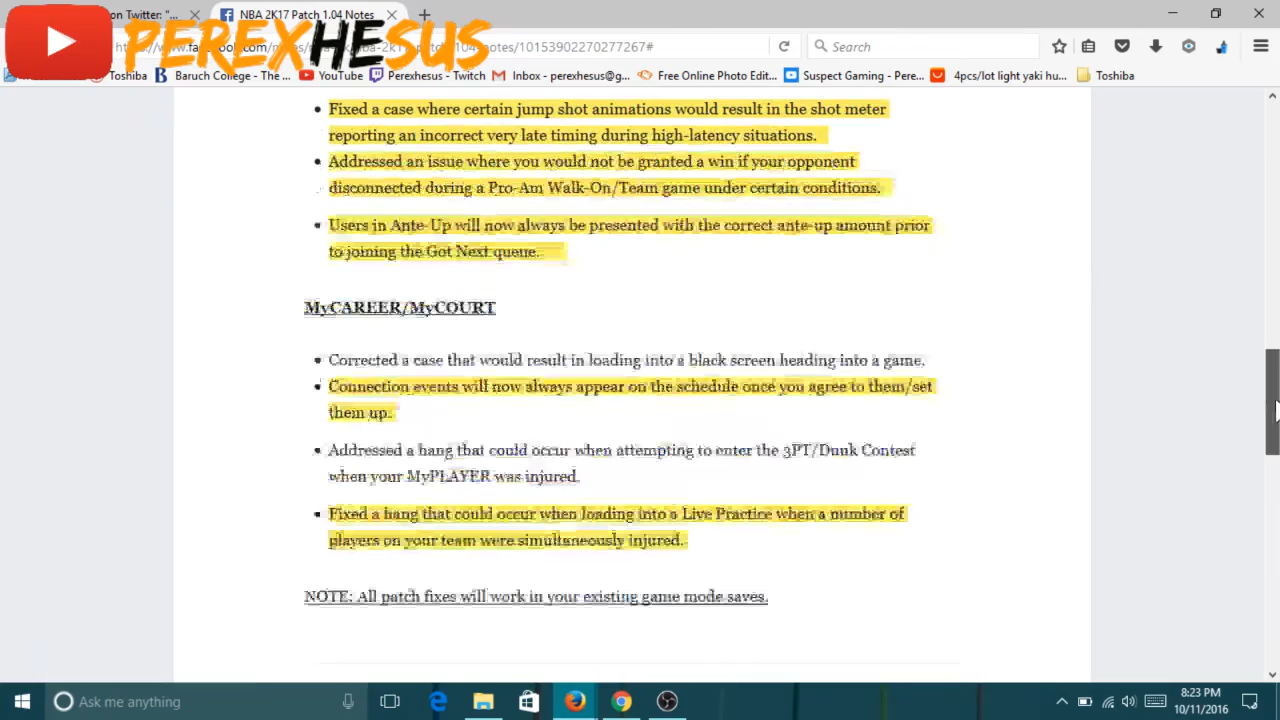 on Twitter: "
NBA 2K17 Patch 1.04 Notes
PEREXHESUS
Search
Toshiba
Baruch College - The ...
YouTube
Perexhesus - Twitch
Inbox - perexhesus@g...
Free Online Photo Edit...
Suspect Gaming - Pere...
4pcs/lot light yaki hu...
Toshiba
Fixed a case where certain jump shot animations would result in the shot meter
reporting an incorrect very late timing during high-latency situations.
Addressed an issue where you would not be granted a win if your opponent
disconnected during a Pro-Am Walk-On/Team game under certain conditions.
Users in Ante-Up will now always be presented with the correct ante-up amount prior
to joining the Got Next queue.
MyCAREER/MyCOURT
Corrected a case that would result in loading into a black screen heading into a game.
Connection events will now always appear on the schedule once you agree to them/set
them up.
Addressed a hang that could occur when attempting to enter the 3PT/Dunk Contest
when your MyPLAYER was injured.
Fixed a hang that could occur when loading into a Live Practice when a number of
players on your team were simultaneously injured.
NOTE: All patch fixes will work in your existing game mode saves.
Ask me anything
8:23 PM
10/11/2016